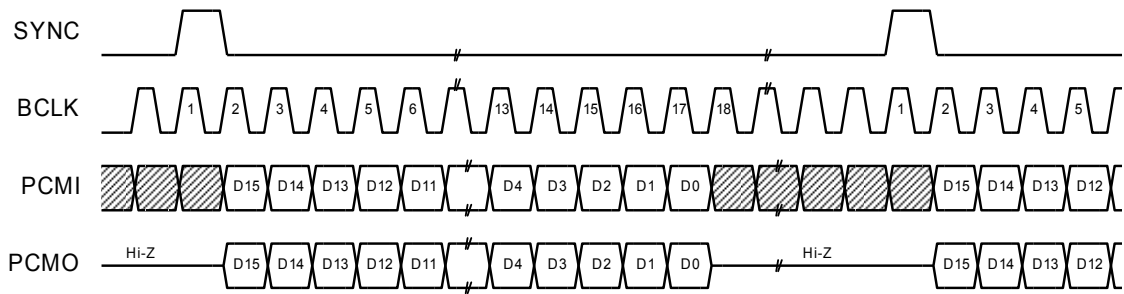 SYNC
BCLK 1 2 3 4 5 6 13 14 15 16 17 18 1 2 3 4 5
PCMI D15 D14 D13 D12 D11 D4 D3 D2 D1 D0 D15 D14 D13 D12
PCMO Hi-Z D15 D14 D13 D12 D11 D4 D3 D2 D1 D0 Hi-Z D15 D14 D13 D12